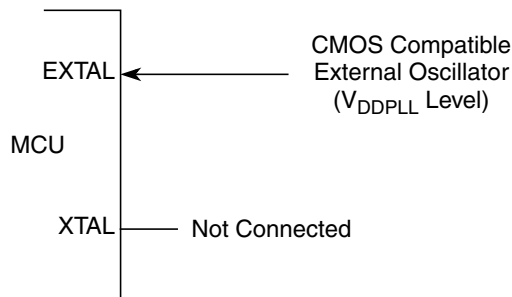 CMOS Compatible
EXTAL
External Oscillator
(VDDPLL Level)
MCU
XTAL
Not Connected